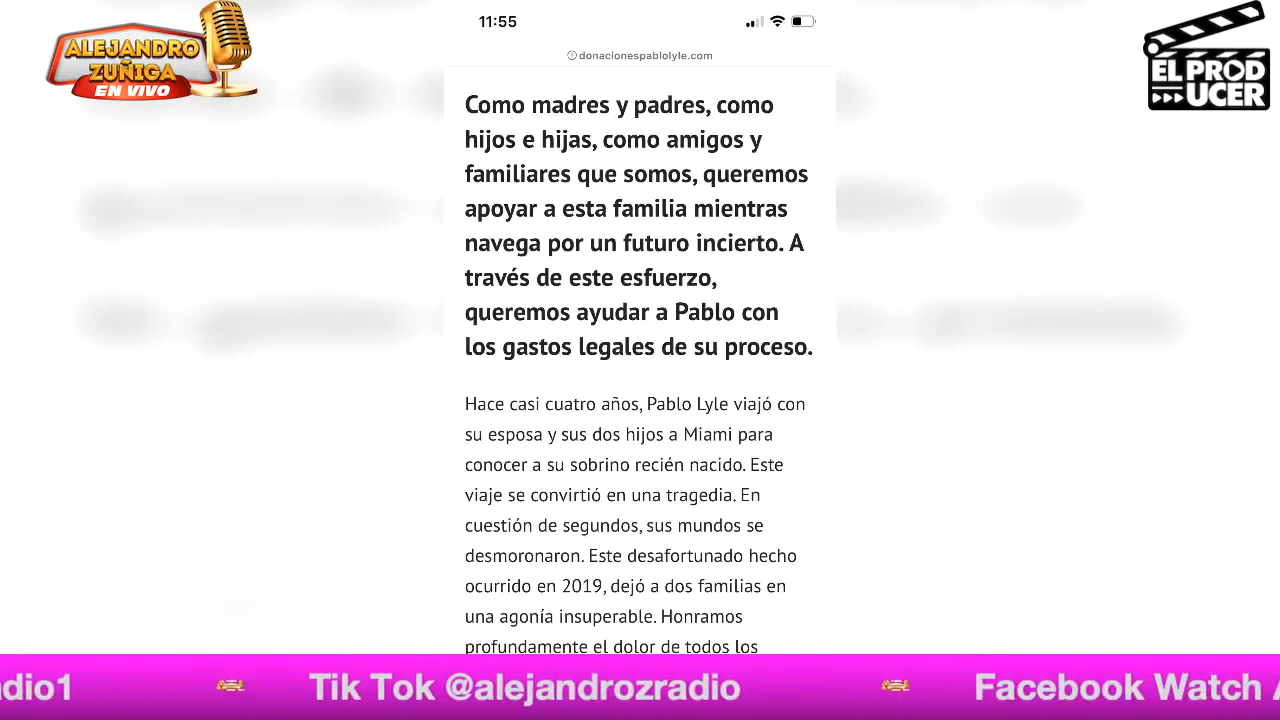 ALEJANDRO
ZUÑIGA
EN VIVO
11:55
EL PROD
UCER
donacionespablolyle.com
Como madres y padres, como
hijos e hijas, como amigos y
familiares que somos, queremos
apoyar a esta familia mientras
navega por un futuro incierto. A
través de este esfuerzo,
queremos ayudar a Pablo con
los gastos legales de su proceso.
Hace casi cuatro años, Pablo Lyle viajó con
su esposa y sus dos hijos a Miami para
conocer a su sobrino recién nacido. Este
viaje se convirtió en una tragedia. En
cuestión de segundos, sus mundos se
desmoronaron. Este desafortunado hecho
ocurrido en 2019, dejó a dos familias en
una agonía insuperable. Honramos
profundamente el dolor de todos los
dio1 Tik Tok @alejandrozradio Facebook Watch A